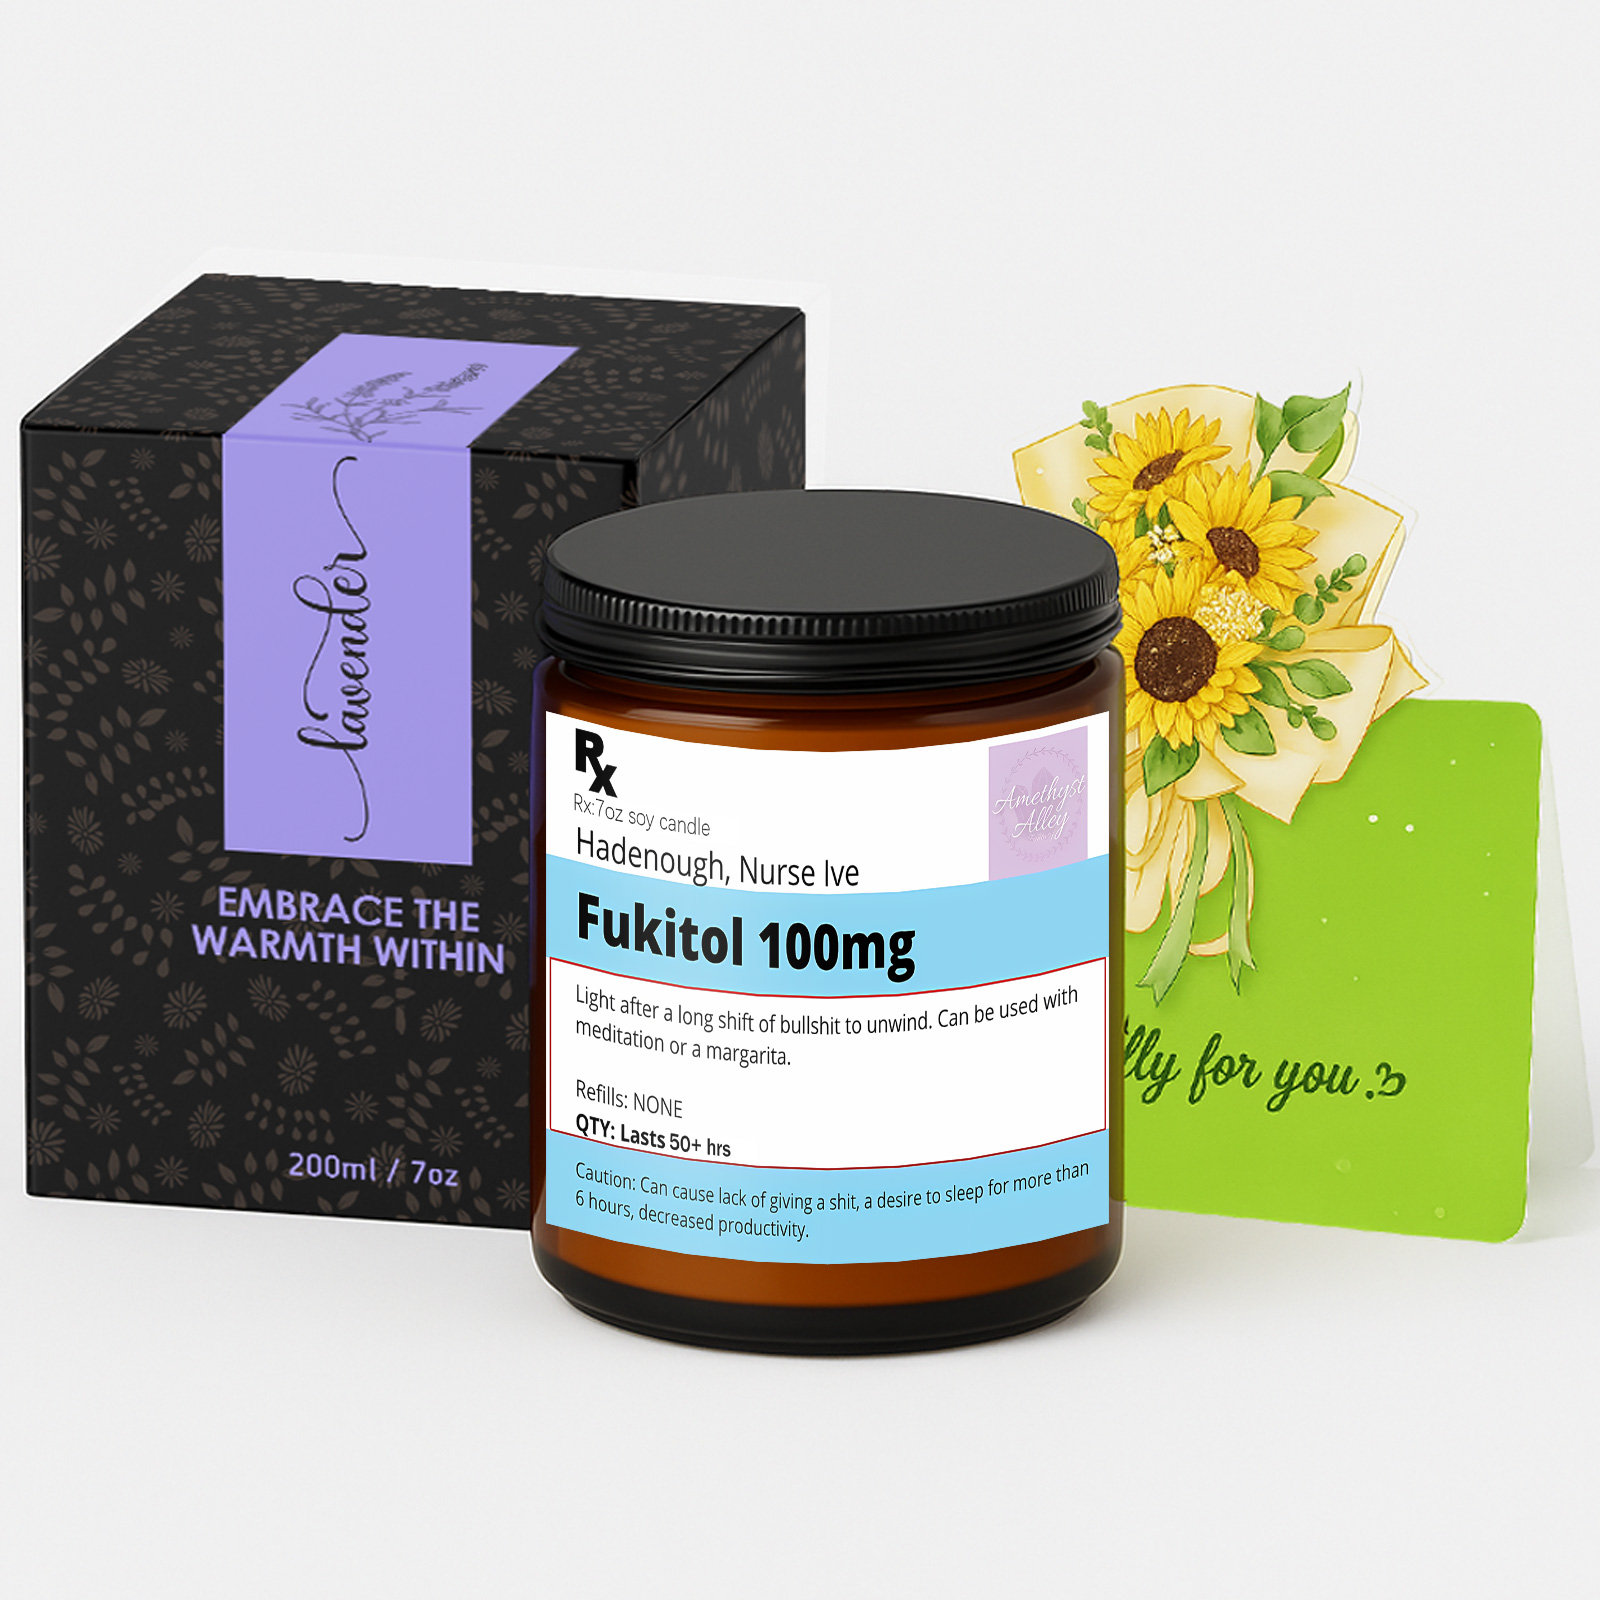 lavender
EMBRACE THE
WARMTH WITHIN
200ml / 7oz
Rx
Rx:7oz soy candle
Hadenough, Nurse Ive
Amethyst
Alley
Fukitol 100mg
Light after a long shift of bullshit to unwind. Can be used with
meditation or a margarita.
Refills: NONE
QTY: Lasts 50+ hrs
Caution: Can cause lack of giving a shit, a desire to sleep for more than
6 hours, decreased productivity.
for you.